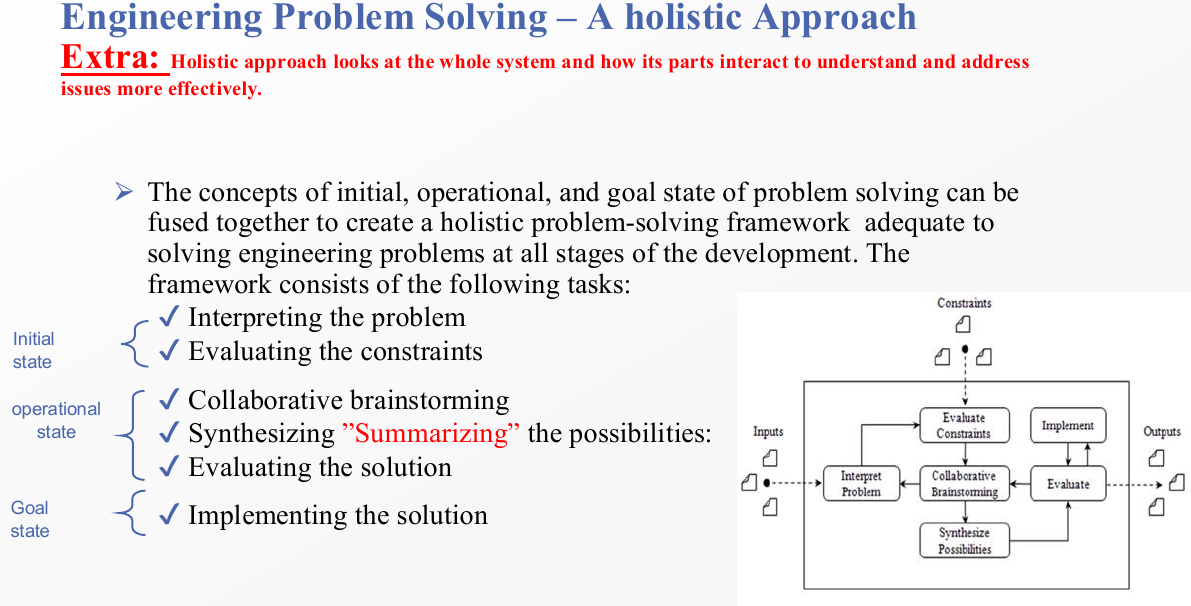 Engineering Problem Solving – A holistic Approach
Extra: Holistic approach looks at the whole system and how its parts interact to understand and address
issues more effectively.
➢ The concepts of initial, operational, and goal state of problem solving can be
fused together to create a holistic problem-solving framework adequate to
solving engineering problems at all stages of the development. The
framework consists of the following tasks:
Initial
state
✓ Interpreting the problem
✓ Evaluating the constraints
operational
state
✓ Collaborative brainstorming
✓ Synthesizing ”Summarizing” the possibilities:
✓ Evaluating the solution
Goal
state
✓ Implementing the solution
Constraints
Inputs
Interpret
Problem
Evaluate
Constraints
Collaborative
Brainstorming
Synthesize
Possibilities
Implement
Evaluate
Outputs